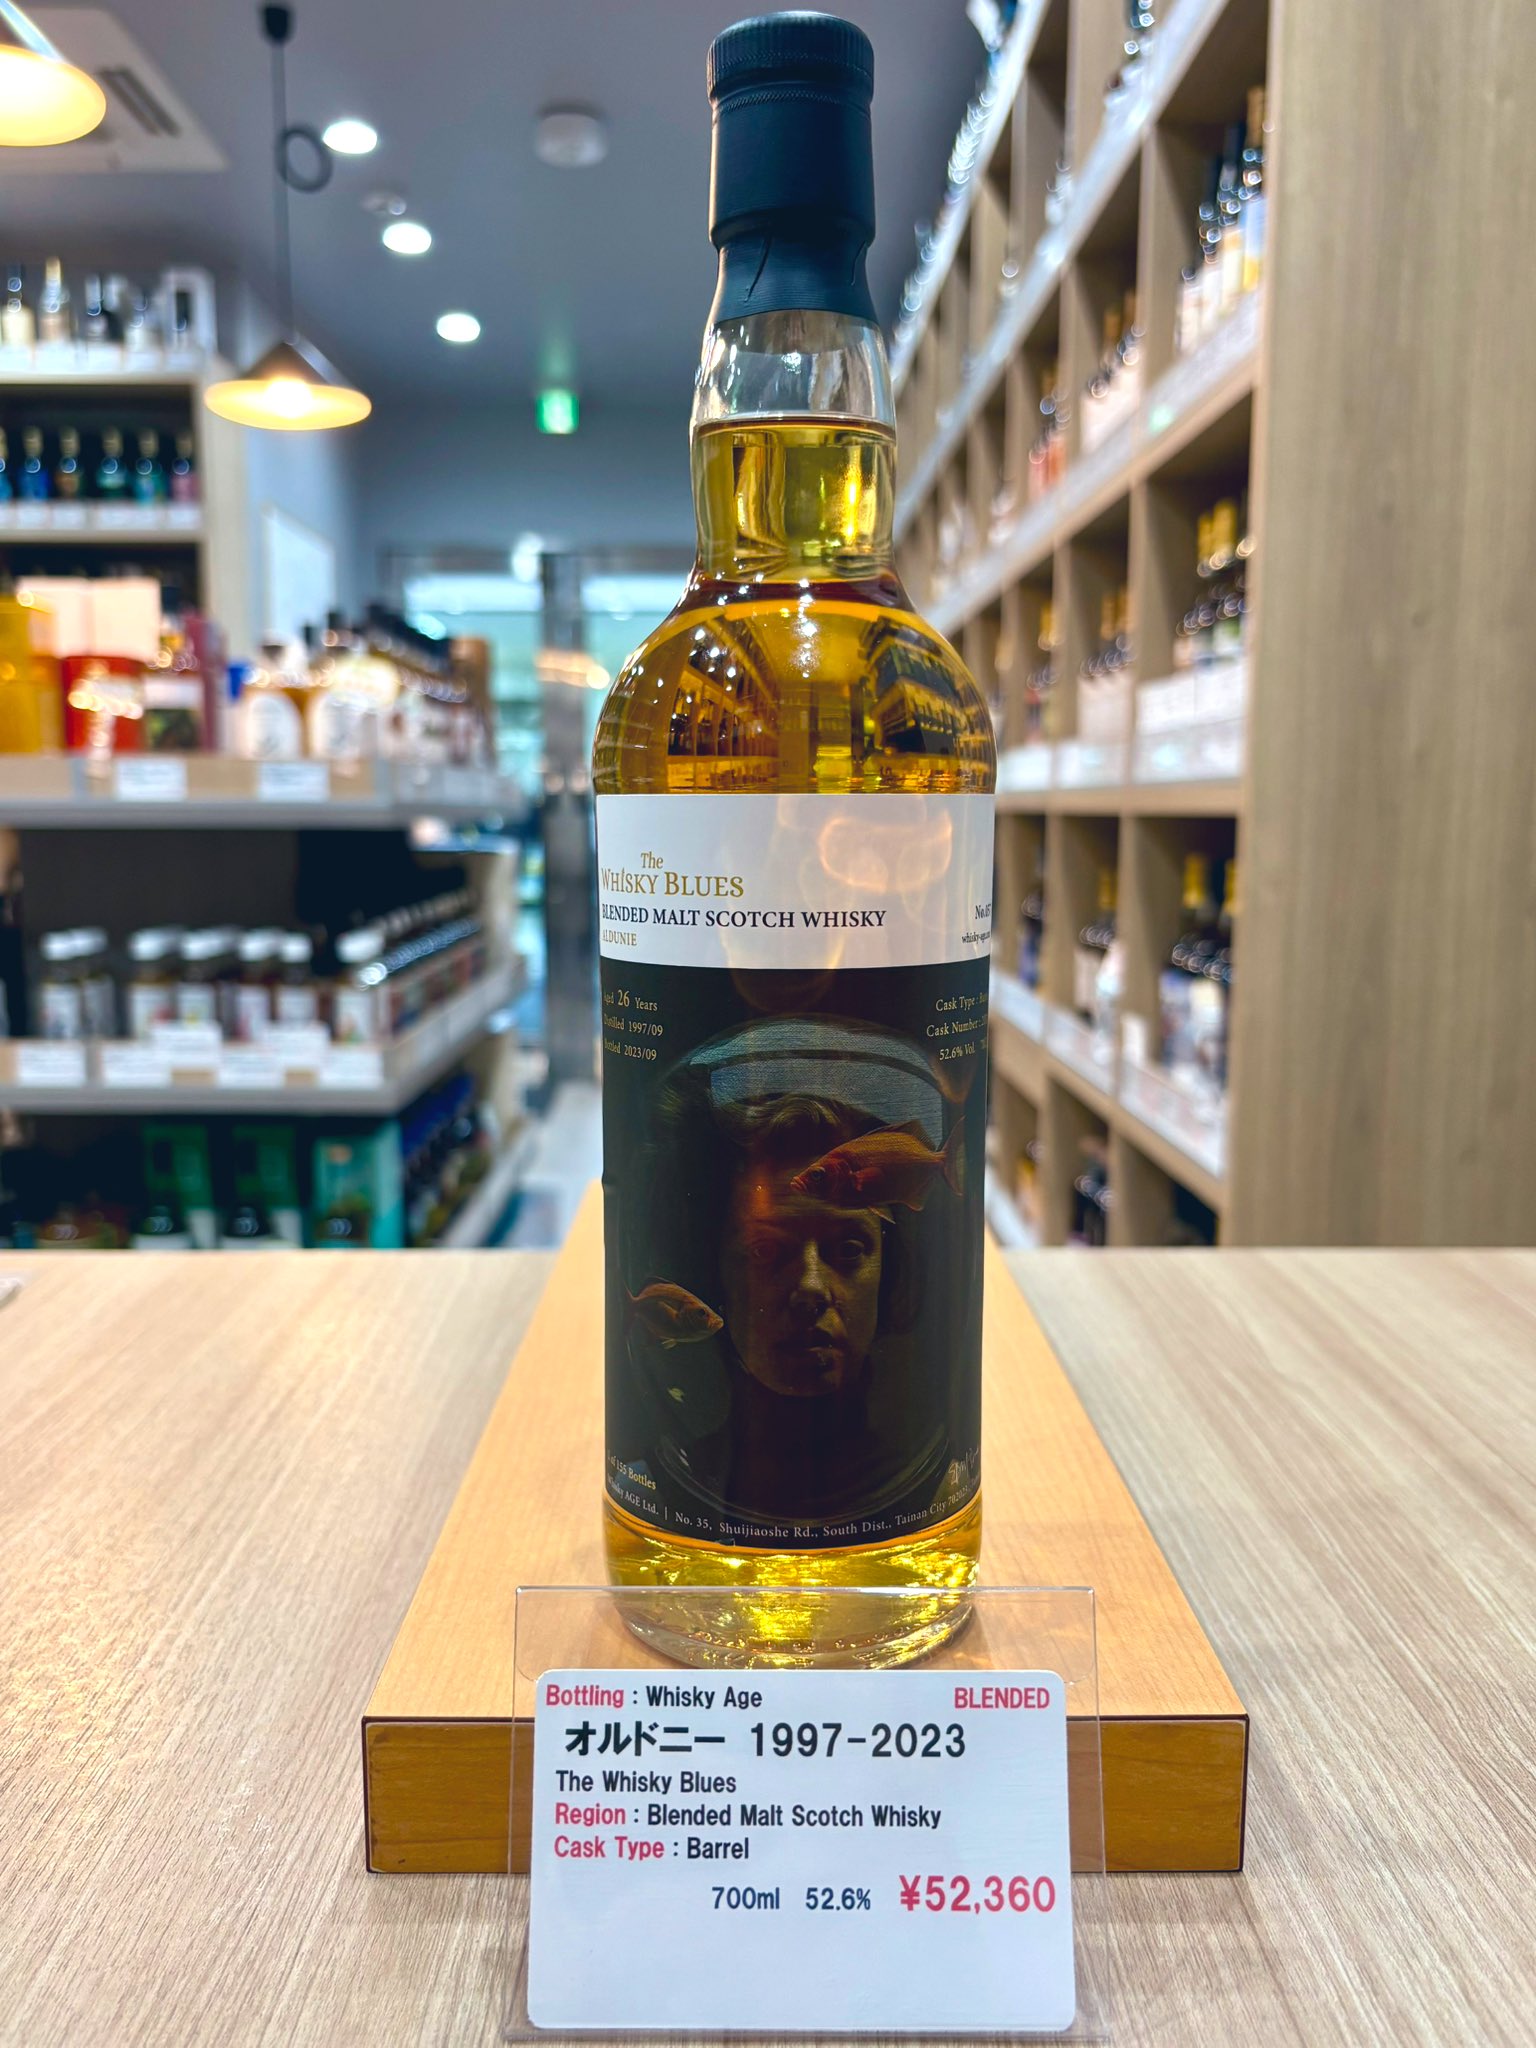 The
WHISKY BLUES
BLENDED MALT SCOTCH WHISKY
ALDUNIE
whisky-age
Aged 26 Years
Distilled 1997/09
Bottled 2023/09
Cask Type :
Cask Number :
52.6% Vol.
of 155 Bottles
Whisky AGE Ltd. | No. 35, Shuijiaoshe Rd., South Dist., Tainan City
Bottling : Whisky Age
BLENDED
オルドニー 1997-2023
The Whisky Blues
Region : Blended Malt Scotch Whisky
Cask Type : Barrel
700ml 52.6% ¥52,360